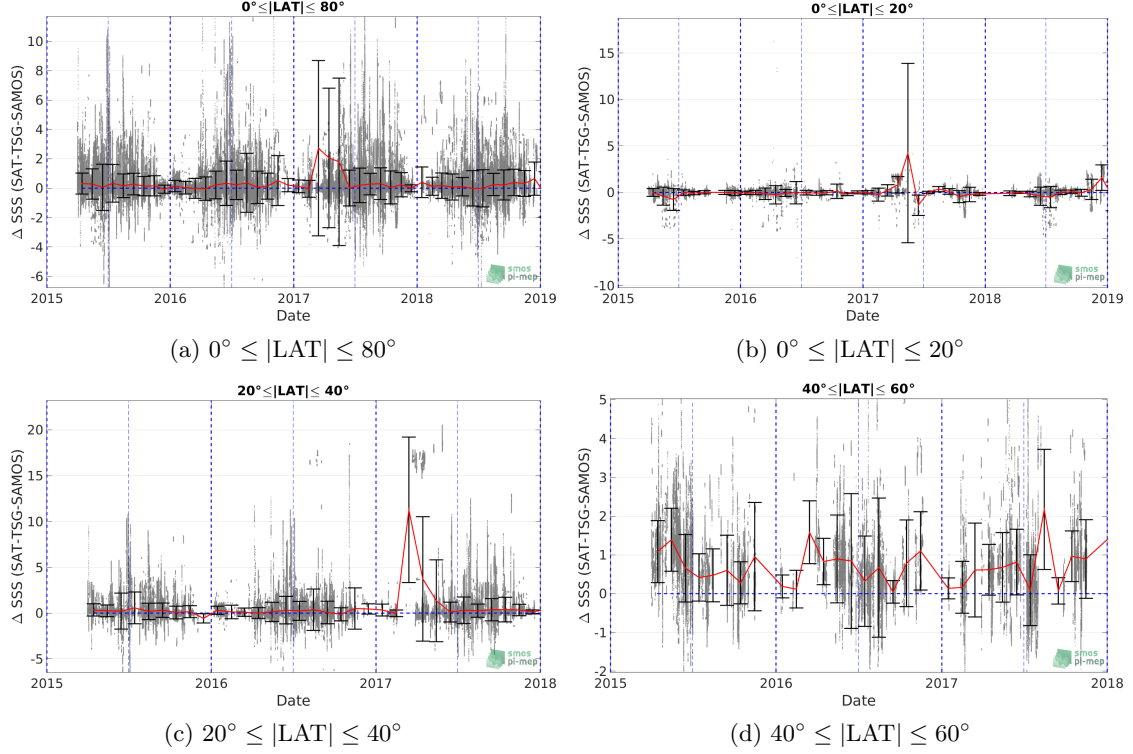 0°≤|LAT|≤ 80°
Δ SSS (SAT-TSG-SAMOS)
10
8
6
4
2
0
-2
-4
-6
2015
2016
2017
2018
2019
Date
smos
pi-mep
(a) 0° ≤ |LAT| ≤ 80°
0°≤|LAT|≤ 20°
Δ SSS (SAT-TSG-SAMOS)
15
10
5
0
-5
-10
2015
2016
2017
2018
2019
Date
smos
pi-mep
(b) 0° ≤ |LAT| ≤ 20°
20°≤|LAT|≤ 40°
Δ SSS (SAT-TSG-SAMOS)
20
15
10
5
0
-5
2015
2016
2017
2018
Date
smos
pi-mep
(c) 20° ≤ |LAT| ≤ 40°
40°≤|LAT|≤ 60°
Δ SSS (SAT-TSG-SAMOS)
5
4
3
2
1
0
-1
-2
2015
2016
2017
2018
Date
smos
pi-mep
(d) 40° ≤ |LAT| ≤ 60°